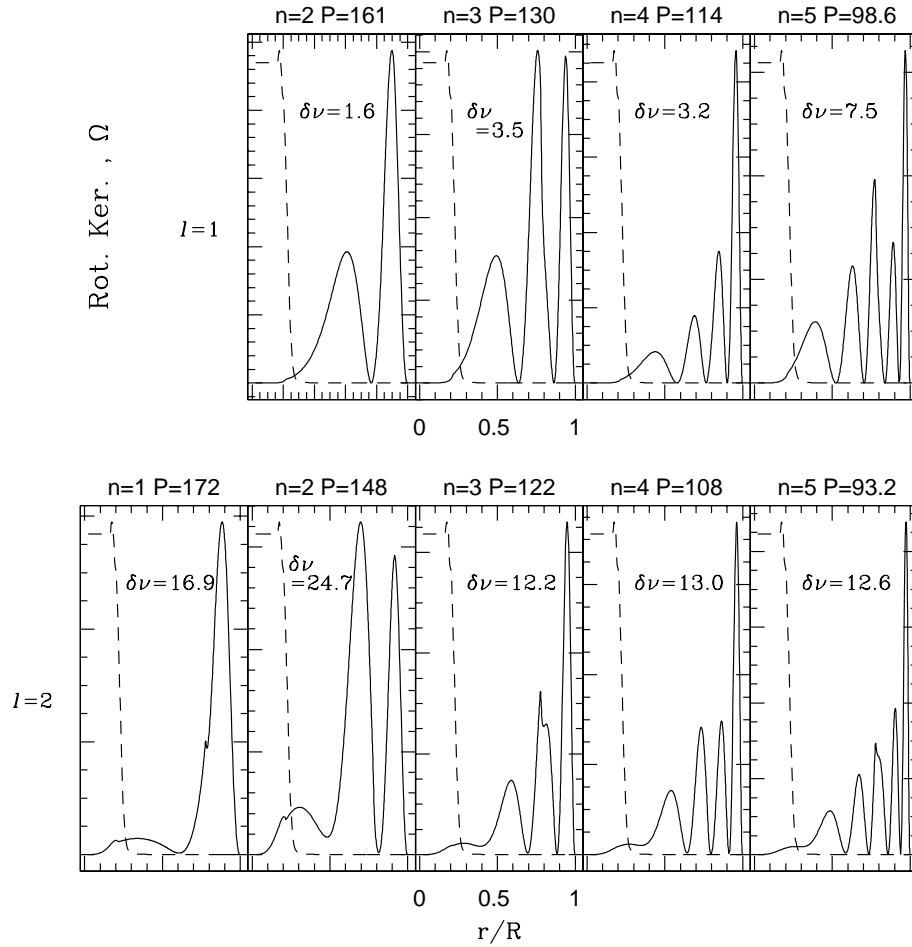 n=2 P=161 n=3 P=130 n=4 P=114 n=5 P=98.6
Rot. Ker. , Ω
l=1
δν=1.6
δν
=3.5
δν=3.2
δν=7.5
0 0.5 1
n=1 P=172 n=2 P=148 n=3 P=122 n=4 P=108 n=5 P=93.2
l=2
δν=16.9
δν
=24.7
δν=12.2
δν=13.0
δν=12.6
0 0.5 1
r/R